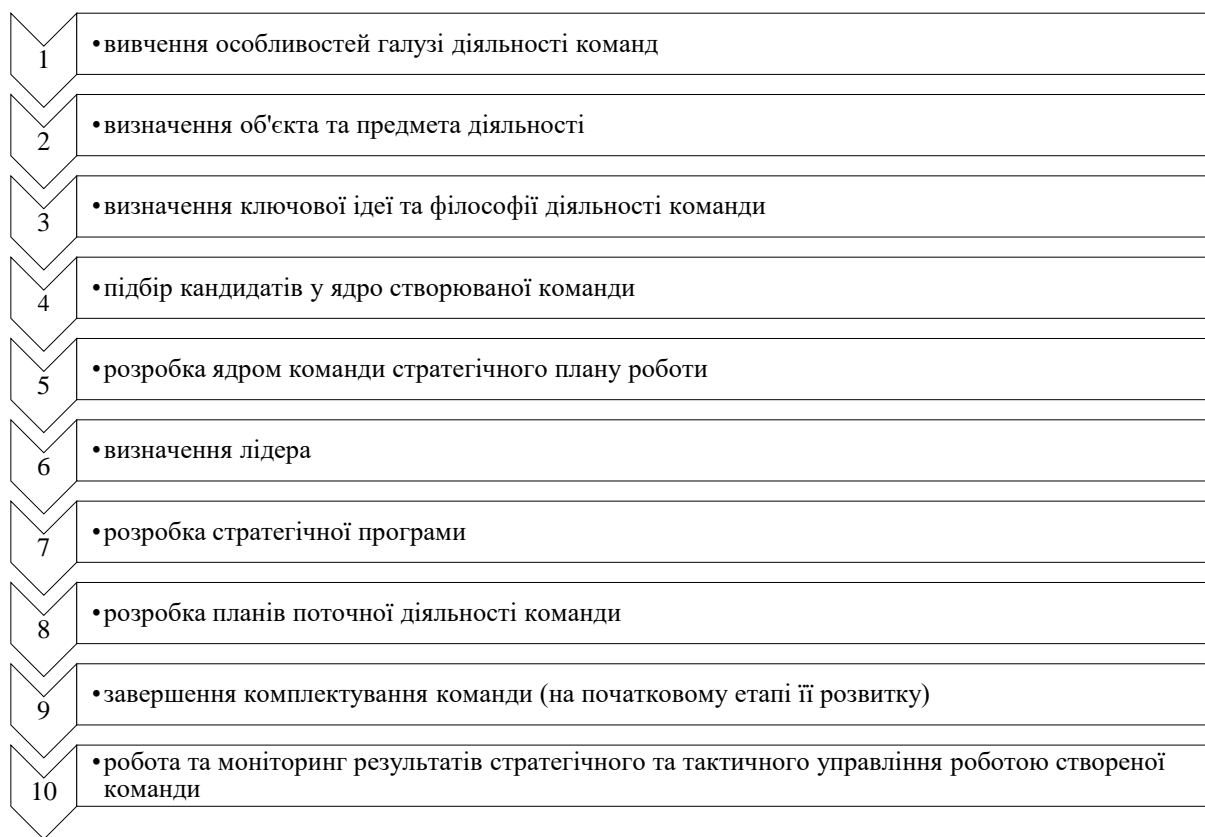 1
•вивчення особливостей галузі діяльності команд
2
•визначення об'єкта та предмета діяльності
3
•визначення ключової ідеї та філософії діяльності команди
4
•підбір кандидатів у ядро створюваної команди
5
•розробка ядром команди стратегічного плану роботи
6
•визначення лідера
7
•розробка стратегічної програми
8
•розробка планів поточної діяльності команди
9
•завершення комплектування команди (на початковому етапі її розвитку)
10
•робота та моніторинг результатів стратегічного та тактичного управління роботою створеної
команди